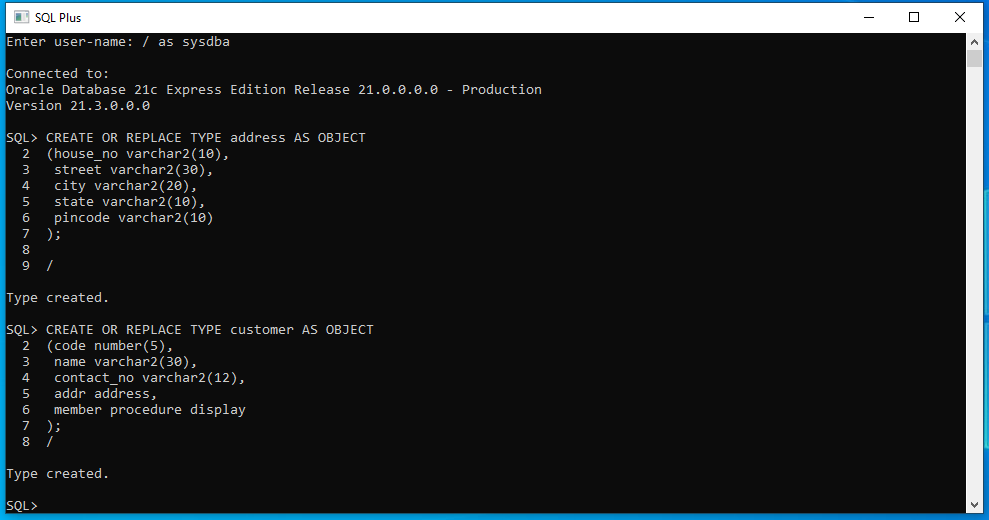 SQL Plus
Enter user-name: / as sysdba
Connected to:
Oracle Database 21c Express Edition Release 21.0.0.0.0 - Production
Version 21.3.0.0.0
SQL> CREATE OR REPLACE TYPE address AS OBJECT
  2  (house_no varchar2(10),
  3   street varchar2(30),
  4   city varchar2(20),
  5   state varchar2(10),
  6   pincode varchar2(10)
  7  );
  8
  9  /
Type created.
SQL> CREATE OR REPLACE TYPE customer AS OBJECT
  2  (code number(5),
  3   name varchar2(30),
  4   contact_no varchar2(12),
  5   addr address,
  6   member procedure display
  7  );
  8  /
Type created.
SQL>